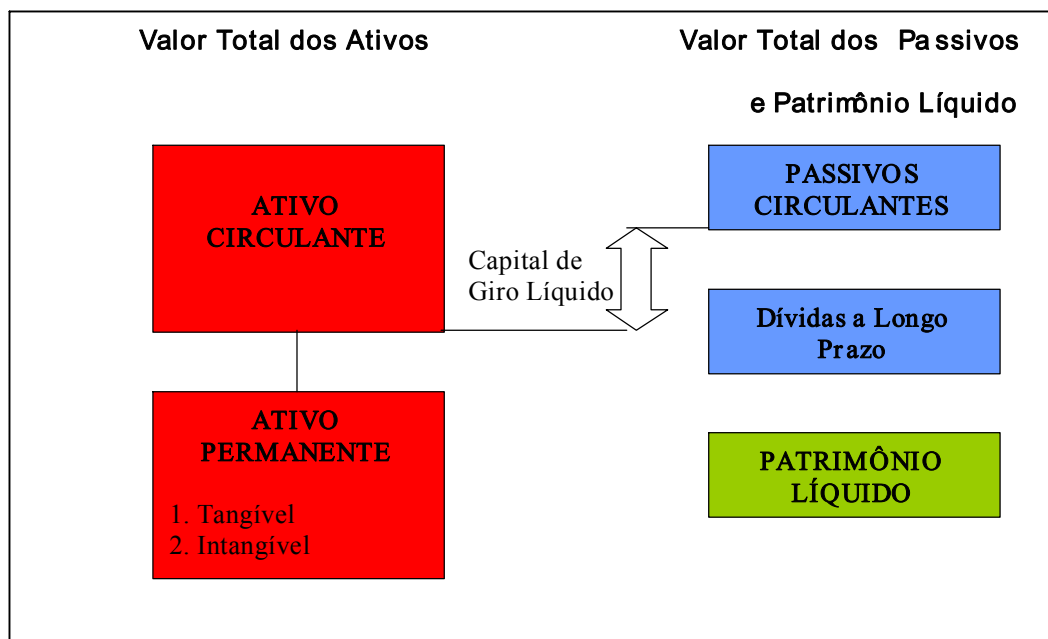 Valor Total dos Ativos
Valor Total dos Passivos
e Patrimônio Líquido
ATIVO
CIRCULANTE
Capital de
Giro Líquido
PASSIVOS
CIRCULANTES
Dívidas a Longo
Prazo
ATIVO
PERMANENTE
1. Tangível
2. Intangível
PATRIMÔNIO
LÍQUIDO